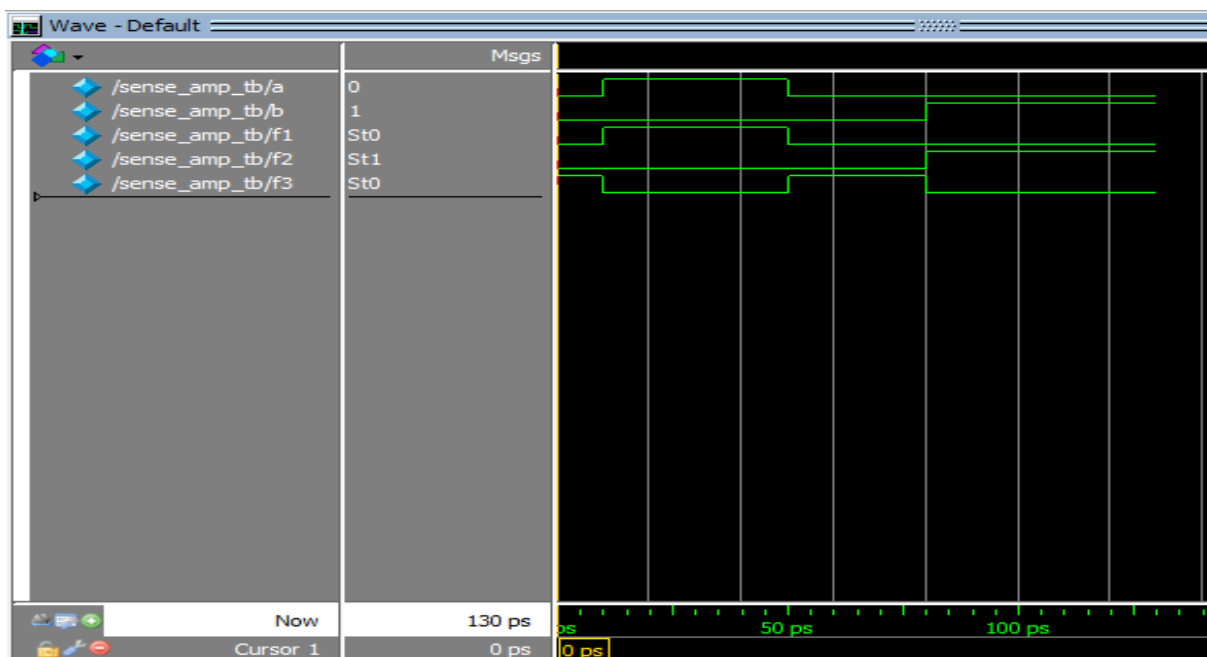 Wave - Default
Msgs
/sense_amp_tb/a 0
/sense_amp_tb/b 1
/sense_amp_tb/f1 St0
/sense_amp_tb/f2 St1
/sense_amp_tb/f3 St0
Now 130 ps ps 50 ps 100 ps
Cursor 1 0 ps 0 ps